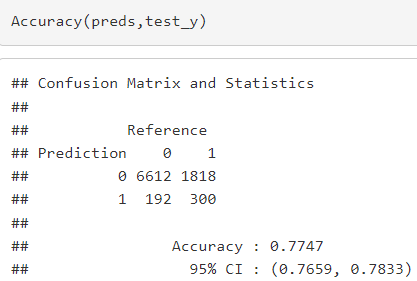 Accuracy(preds,test_y)
## Confusion Matrix and Statistics
##
##           Reference
## Prediction    0    1
##          0 6612 1818
##          1  192  300
##
##                Accuracy : 0.7747
##                  95% CI : (0.7659, 0.7833)